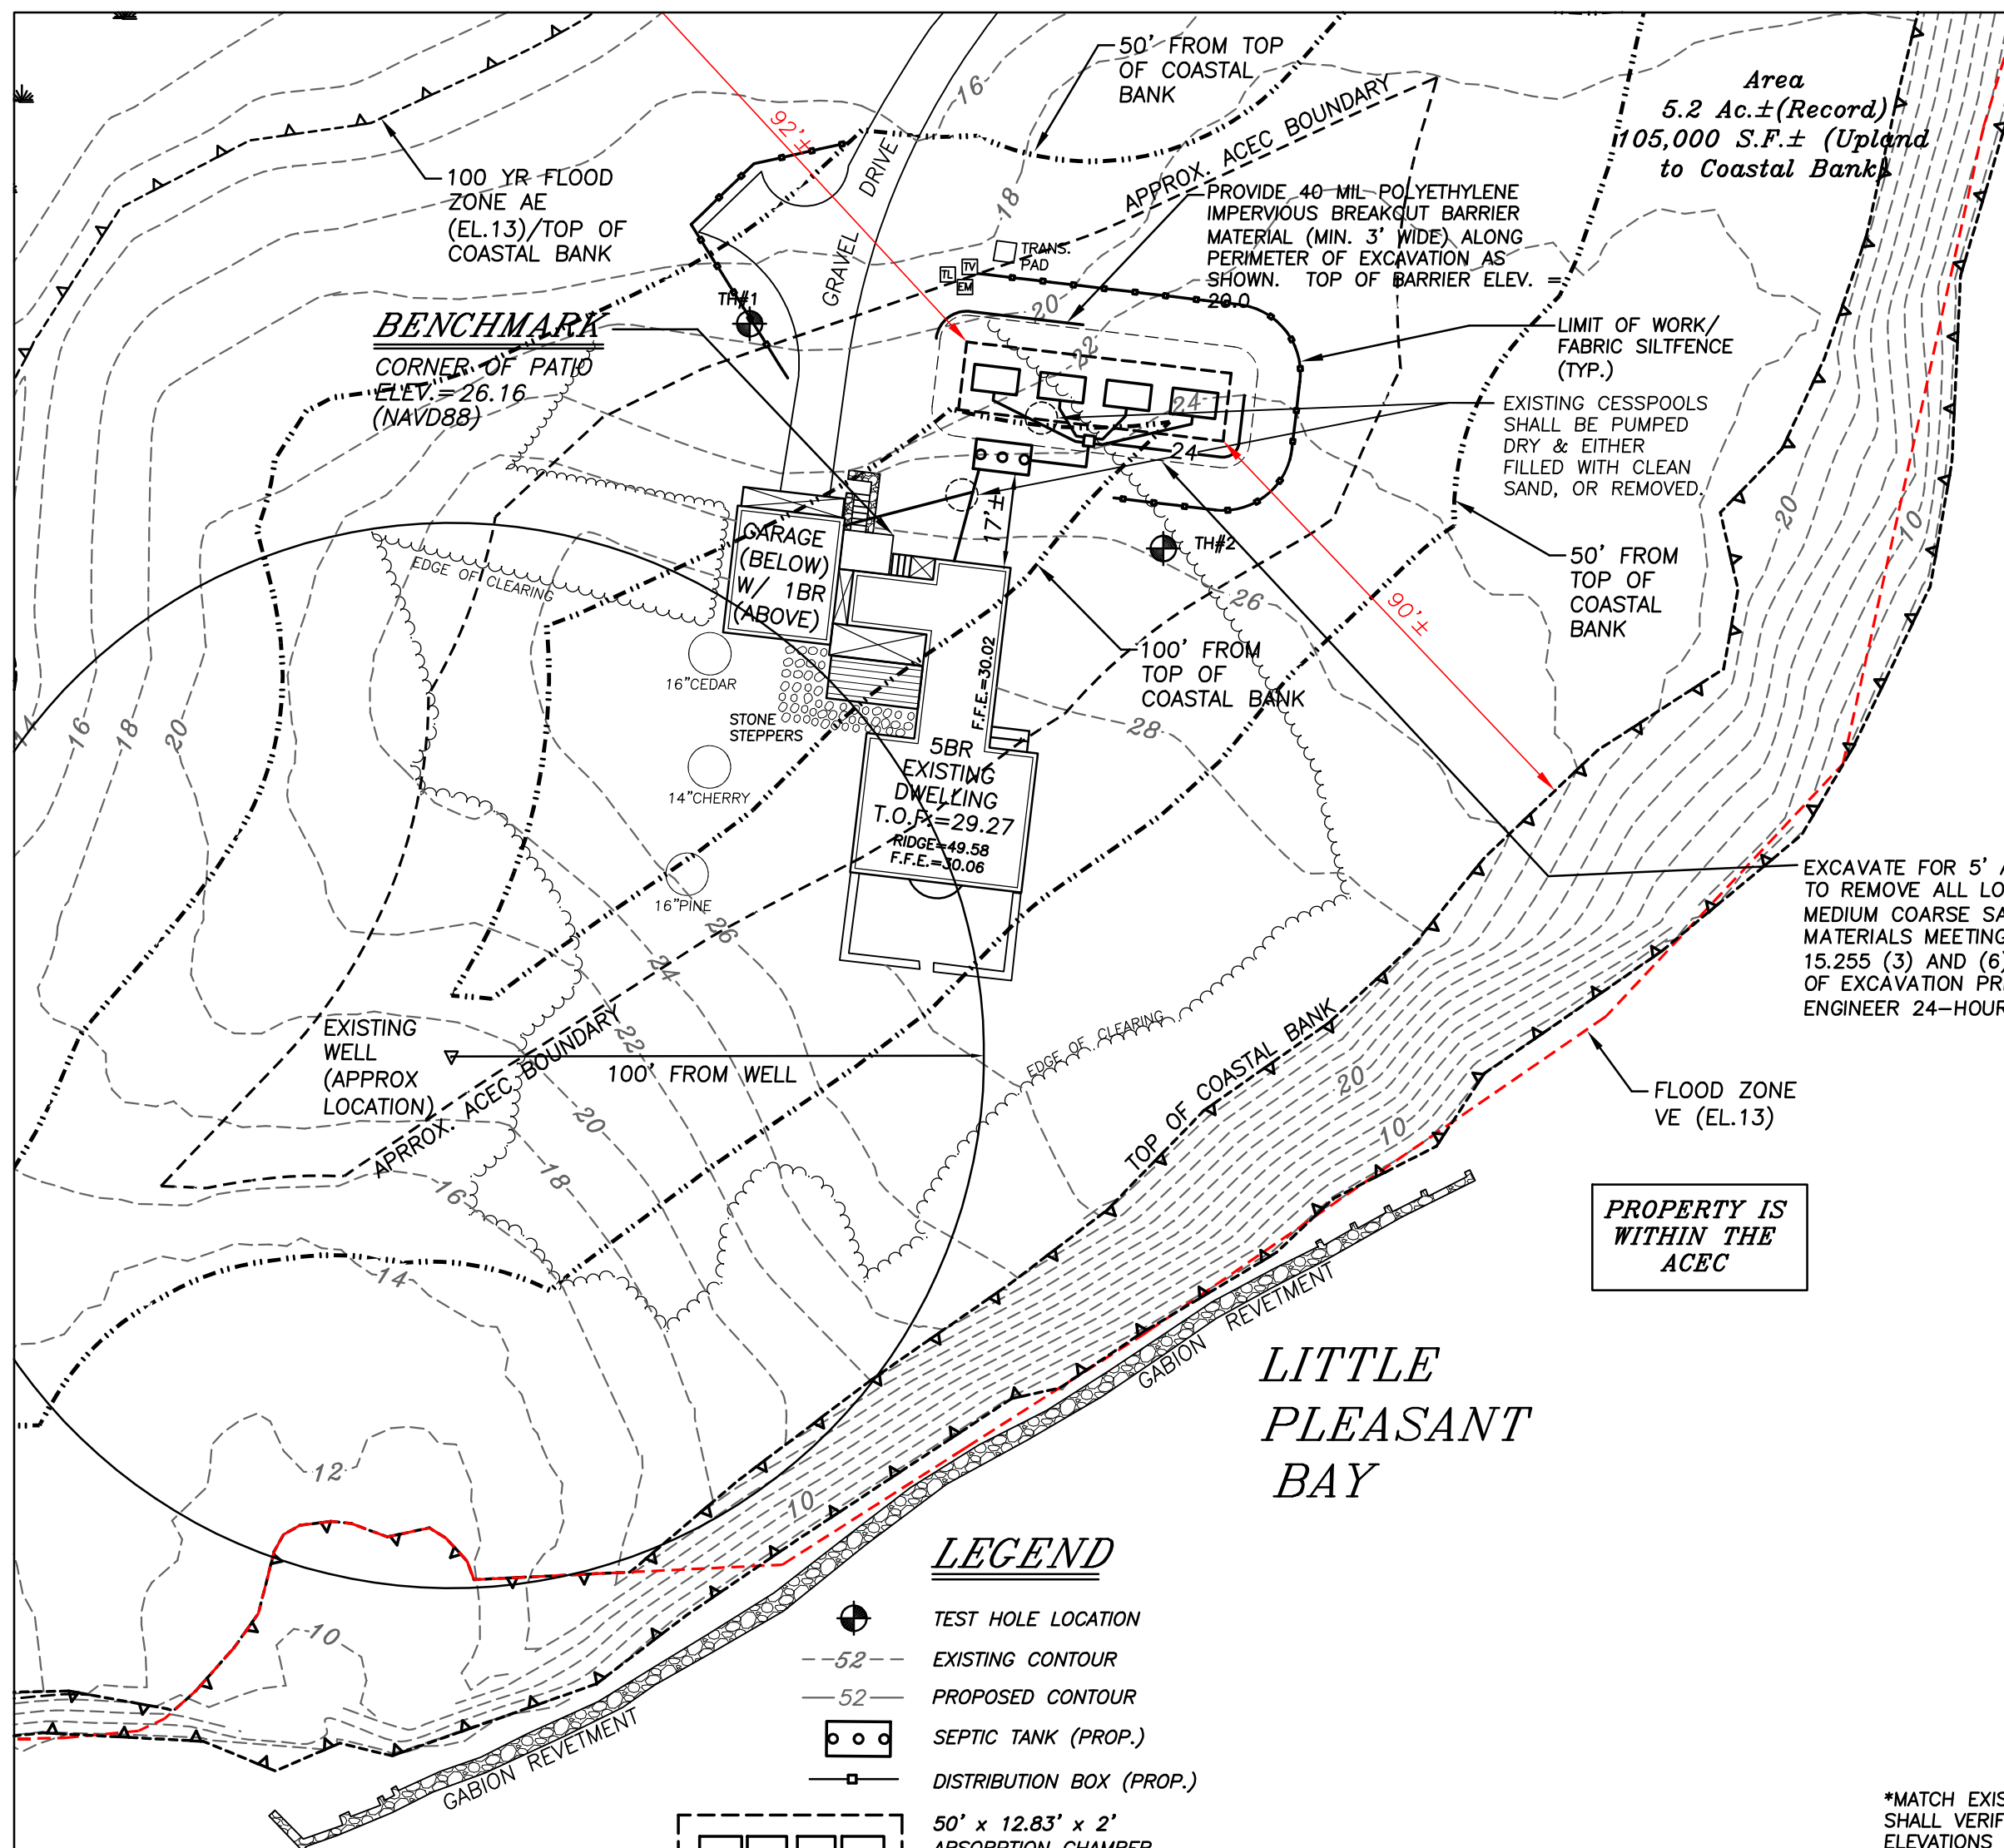 50' FROM TOP
OF COASTAL
BANK
16
Area
5.2 Ac.±(Record)
105,000 S.F.± (Upland
to Coastal Bank)
92'±
DRIVE
GRAVEL
APPROX. ACEC BOUNDARY
100 YR FLOOD
ZONE AE
(EL.13)/TOP OF
COASTAL BANK
18
PROVIDE 40 MIL POLYETHYLENE
IMPERVIOUS BREAKOUT BARRIER
MATERIAL (MIN. 3' WIDE) ALONG
PERIMETER OF EXCAVATION AS
SHOWN. TOP OF BARRIER ELEV. =
20.0
TRANS.
PAD
TL
TV
EM
TH#1
20
BENCHMARK
CORNER OF PATIO
ELEV.=26.16
(NAVD88)
22
LIMIT OF WORK/
FABRIC SILTFENCE
(TYP.)
24
EXISTING CESSPOOLS
SHALL BE PUMPED
DRY & EITHER
FILLED WITH CLEAN
SAND, OR REMOVED.
24
17'±
20
10
GARAGE
(BELOW)
W/ 1BR
(ABOVE)
EDGE OF CLEARING
TH#2
50' FROM
TOP OF
COASTAL
BANK
26
90'±
100' FROM
TOP OF
COASTAL BANK
16"CEDAR
F.F.E.=30.02
STONE
STEPPERS
14
16
18
20
28
5BR
EXISTING
DWELLING
T.O.F.=29.27
RIDGE=49.58
F.F.E.=30.06
14"CHERRY
16"PINE
EXCAVATE FOR 5'
TO REMOVE ALL
MEDIUM COARSE
MATERIALS MEETING
15.255 (3) AND (6)
OF EXCAVATION
ENGINEER 24-HOUR
26
24
22
EXISTING
WELL
(APPROX
LOCATION)
100' FROM WELL
APRROX. ACEC BOUNDARY
20
18
16
EDGE OF CLEARING
TOP OF COASTAL BANK
20
10
FLOOD ZONE
VE (EL.13)
PROPERTY IS
WITHIN THE
ACEC
14
GABION REVETMENT
LITTLE
PLEASANT
BAY
12
10
10
LEGEND
TEST HOLE LOCATION
52 EXISTING CONTOUR
52 PROPOSED CONTOUR
SEPTIC TANK (PROP.)
DISTRIBUTION BOX (PROP.)
GABION REVETMENT
50' x 12.83' x 2'
ABSORPTION CHAMBER
*MATCH
SHALL
ELEVATIONS